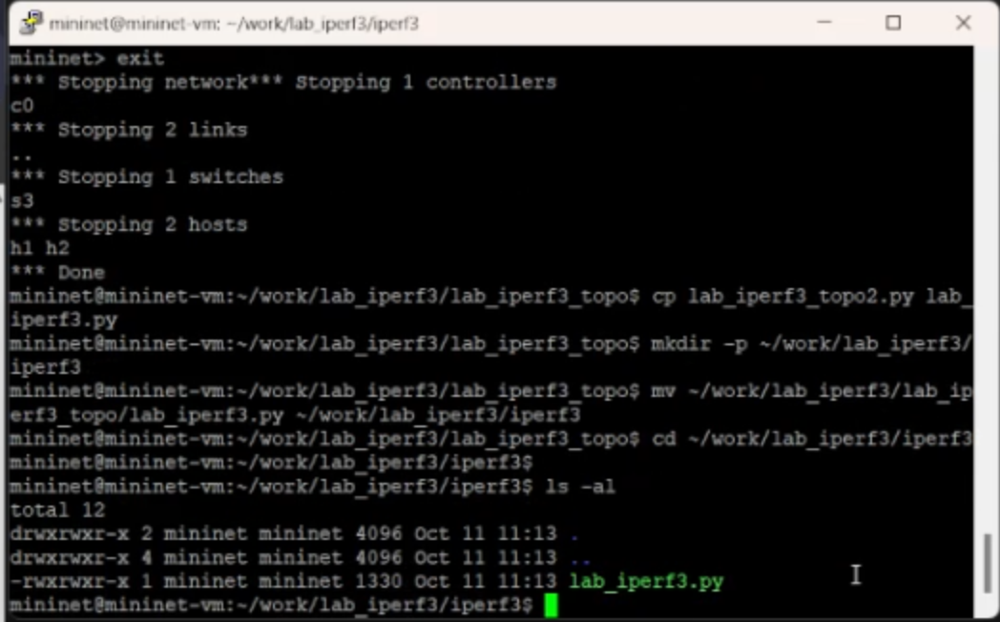 mininet@mininet-vm: ~/work/lab_iperf3/iperf3
mininet> exit
*** Stopping network*** Stopping 1 controllers
c0
*** Stopping 2 links
..
*** Stopping 1 switches
s3
*** Stopping 2 hosts
h1 h2
*** Done
mininet@mininet-vm:~/work/lab_iperf3/lab_iperf3_topo$ cp lab_iperf3_topo2.py lab_
iperf3.py
mininet@mininet-vm:~/work/lab_iperf3/lab_iperf3_topo$ mkdir -p ~/work/lab_iperf3/
iperf3
mininet@mininet-vm:~/work/lab_iperf3/lab_iperf3_topo$ mv ~/work/lab_iperf3/lab_ip
erf3_topo/lab_iperf3.py ~/work/lab_iperf3/iperf3
mininet@mininet-vm:~/work/lab_iperf3/lab_iperf3_topo$ cd ~/work/lab_iperf3/iperf3
mininet@mininet-vm:~/work/lab_iperf3/iperf3$
mininet@mininet-vm:~/work/lab_iperf3/iperf3$ ls -al
total 12
drwxrwxr-x 2 mininet mininet 4096 Oct 11 11:13 .
drwxrwxr-x 4 mininet mininet 4096 Oct 11 11:13 ..
-rwxrwxr-x 1 mininet mininet 1330 Oct 11 11:13 lab_iperf3.py
mininet@mininet-vm:~/work/lab_iperf3/iperf3$